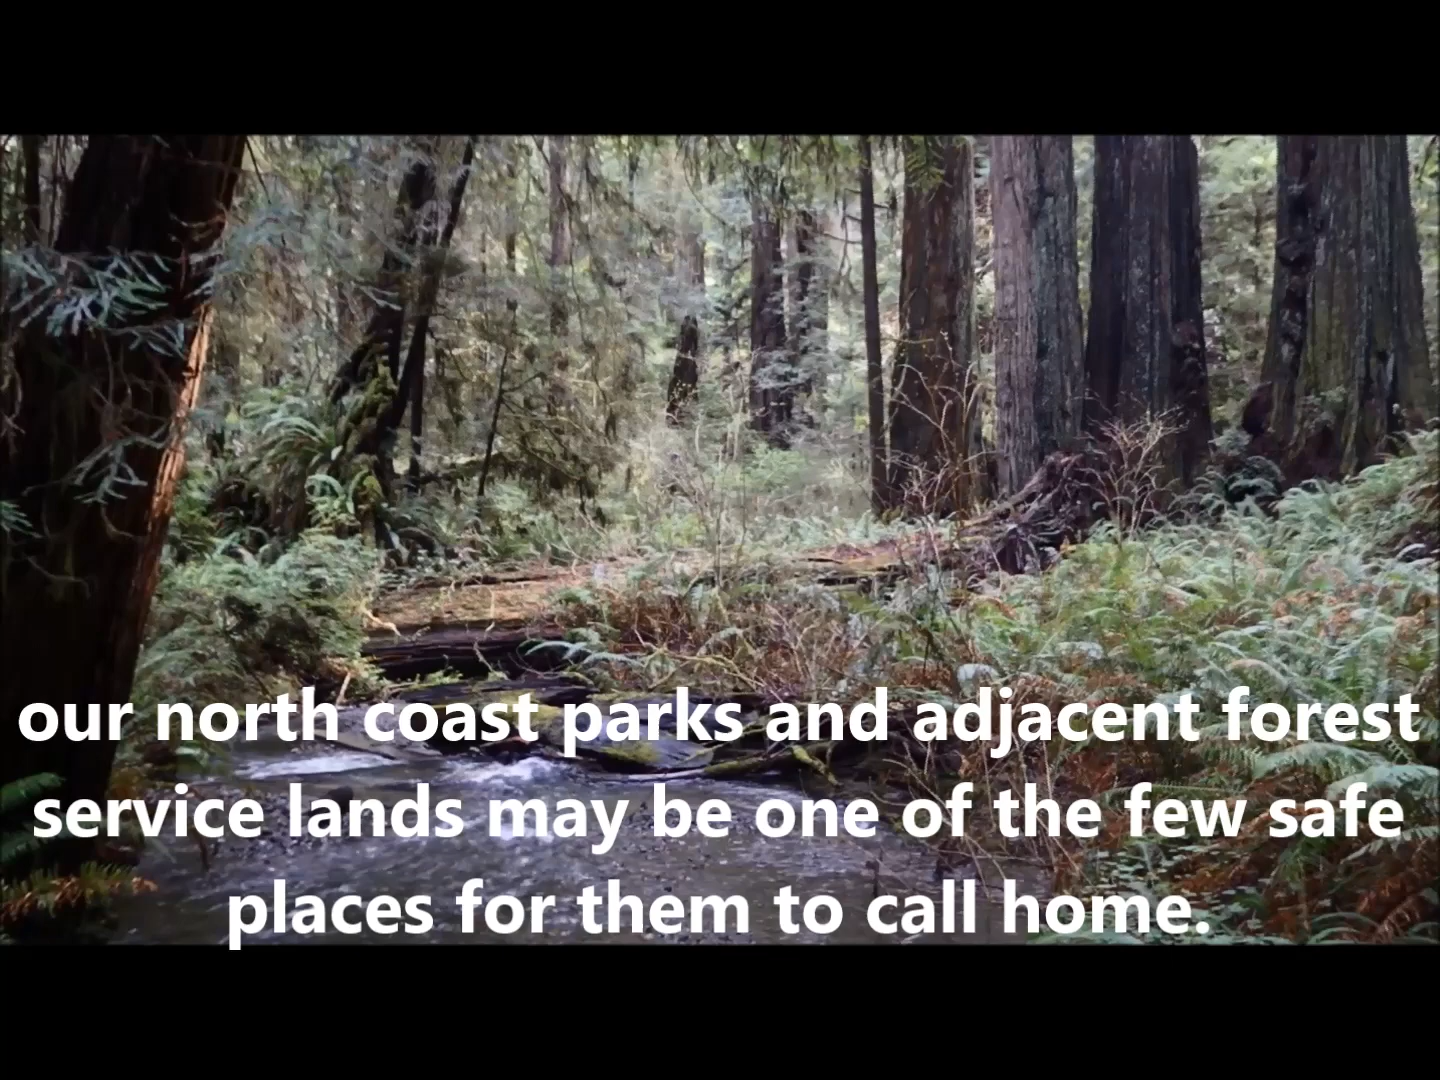 our north coast parks and adjacent forest
service lands may be one of the few safe
places for them to call home.